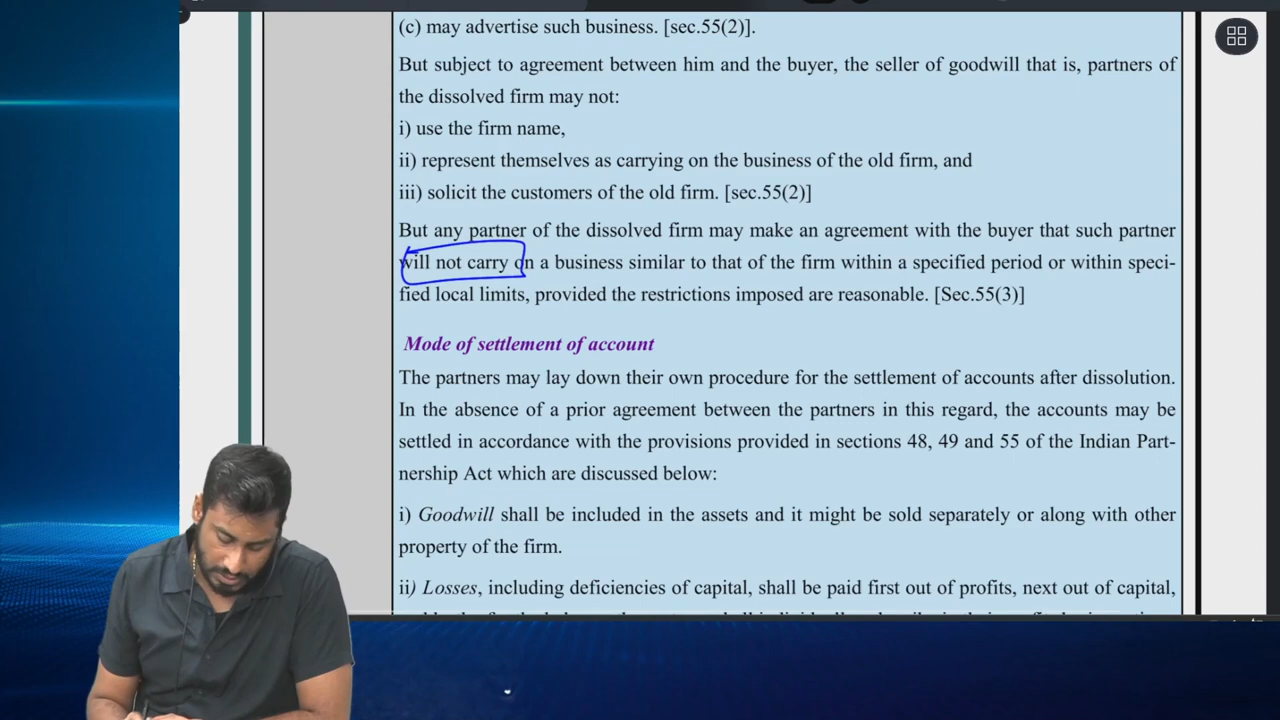 (c) may advertise such business. [sec.55(2)].
But subject to agreement between him and the buyer, the seller of goodwill that is, partners of
the dissolved firm may not:
i) use the firm name,
ii) represent themselves as carrying on the business of the old firm, and
iii) solicit the customers of the old firm. [sec.55(2)]
But any partner of the dissolved firm may make an agreement with the buyer that such partner
will not carry on a business similar to that of the firm within a specified period or within speci-
fied local limits, provided the restrictions imposed are reasonable. [Sec.55(3)]
Mode of settlement of account
The partners may lay down their own procedure for the settlement of accounts after dissolution.
In the absence of a prior agreement between the partners in this regard, the accounts may be
settled in accordance with the provisions provided in sections 48, 49 and 55 of the Indian Part-
nership Act which are discussed below:
i) Goodwill shall be included in the assets and it might be sold separately or along with other
property of the firm.
ii) Losses, including deficiencies of capital, shall be paid first out of profits, next out of capital,